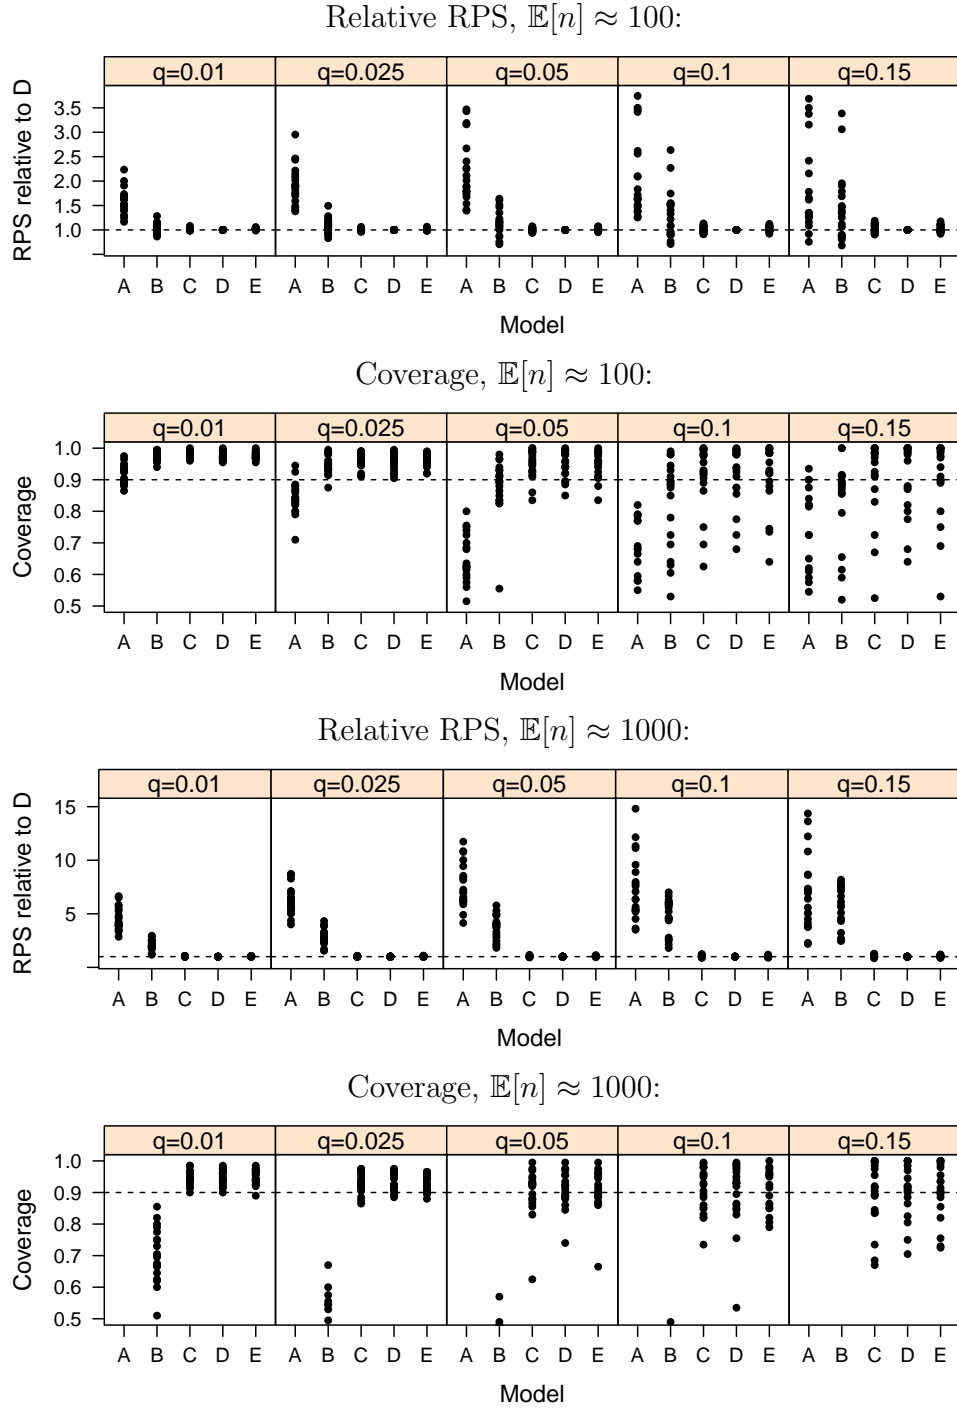 Relative RPS, 𝔼[n] ≈ 100:
q=0.01 q=0.025 q=0.05 q=0.1 q=0.15
RPS relative to D
3.5
3.0
2.5
2.0
1.5
1.0
A B C D E A B C D E A B C D E A B C D E A B C D E
Model
Coverage, 𝔼[n] ≈ 100:
q=0.01 q=0.025 q=0.05 q=0.1 q=0.15
Coverage
1.0
0.9
0.8
0.7
0.6
0.5
A B C D E A B C D E A B C D E A B C D E A B C D E
Model
Relative RPS, 𝔼[n] ≈ 1000:
q=0.01 q=0.025 q=0.05 q=0.1 q=0.15
RPS relative to D
15
10
5
A B C D E A B C D E A B C D E A B C D E A B C D E
Model
Coverage, 𝔼[n] ≈ 1000:
q=0.01 q=0.025 q=0.05 q=0.1 q=0.15
Coverage
1.0
0.9
0.8
0.7
0.6
0.5
A B C D E A B C D E A B C D E A B C D E A B C D E
Model